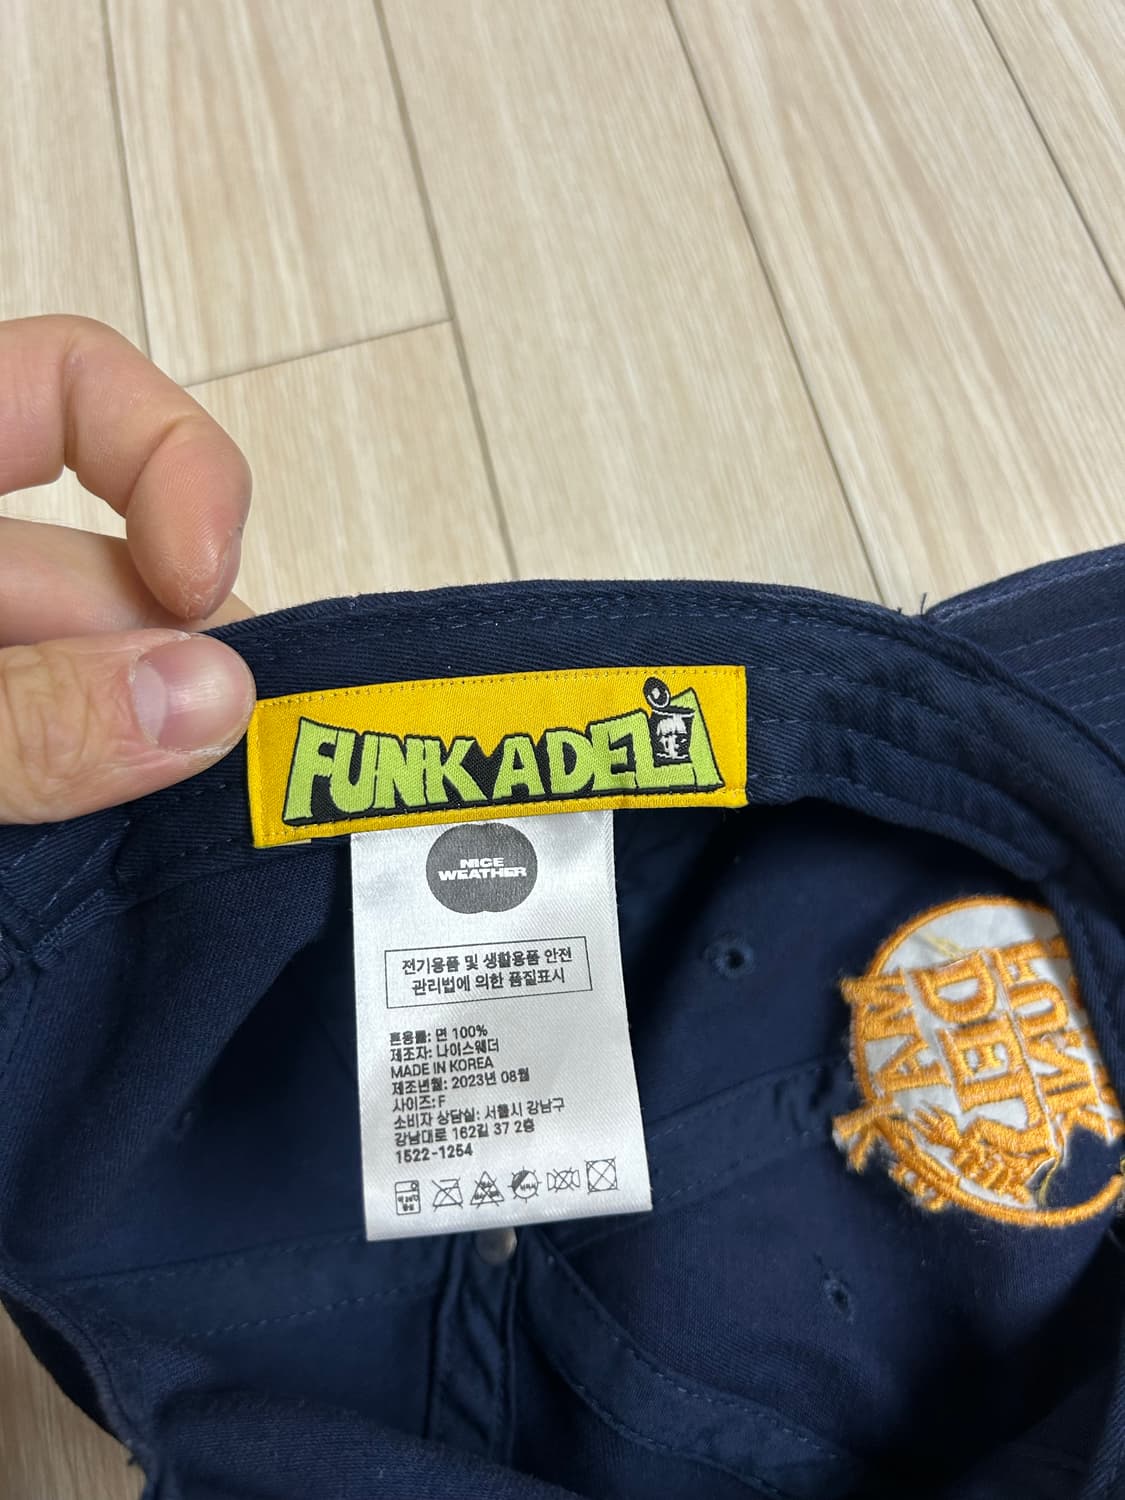 FUNKADELI
NICE
WEATHER
전기용품 및 생활용품 안전
관리법에 의한 품질표시
혼용률: 면 100%
제조자: 나이스웨더
MADE IN KOREA
제조년월: 2023년 08월
사이즈: F
소비자 상담실: 서울시 강남구
강남대로 162길 37 2층
1522-1254
DIET